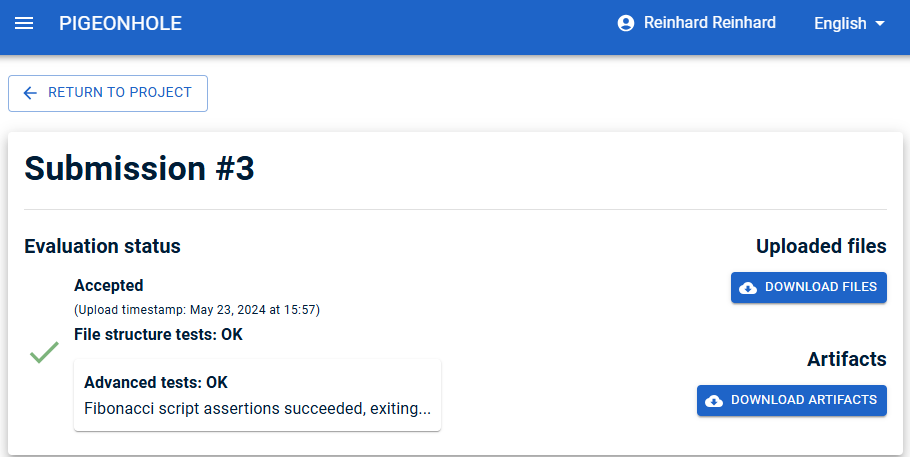 PIGEONHOLE
Reinhard Reinhard
English
RETURN TO PROJECT
Submission #3
Evaluation status
Accepted
(Upload timestamp: May 23, 2024 at 15:57)
File structure tests: OK
Advanced tests: OK
Fibonacci script assertions succeeded, exiting...
Uploaded files
DOWNLOAD FILES
Artifacts
DOWNLOAD ARTIFACTS